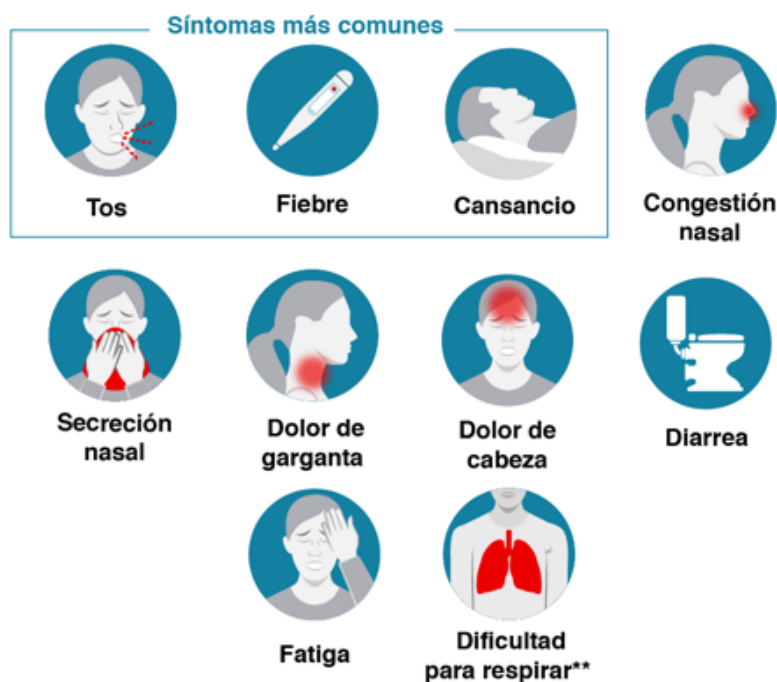 Síntomas más comunes
Tos
Fiebre
Cansancio
Congestión
nasal
Secreción
nasal
Dolor de
garganta
Dolor de
cabeza
Diarrea
Fatiga
Dificultad
para respirar**